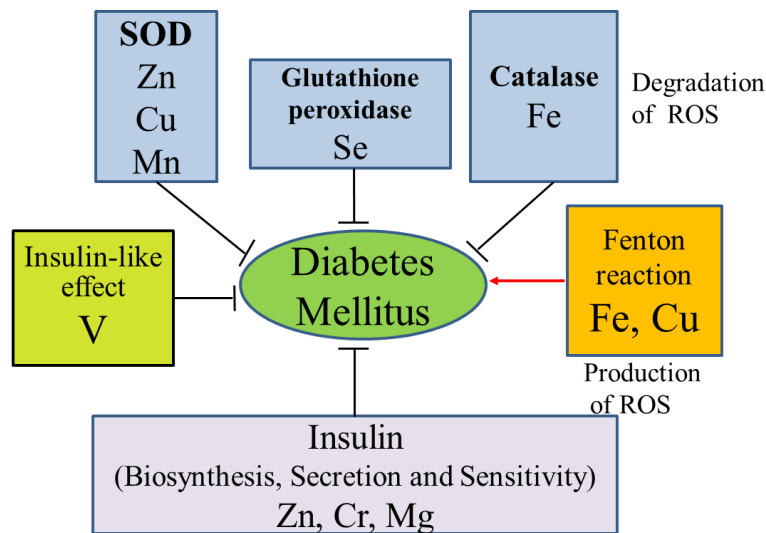 SOD
Zn
Cu
Mn
Glutathione
peroxidase
Se
Catalase
Fe
Degradation
of ROS
Insulin-like
effect
V
Diabetes
Mellitus
Fenton
reaction
Fe, Cu
Production
of ROS
Insulin
(Biosynthesis, Secretion and Sensitivity)
Zn, Cr, Mg